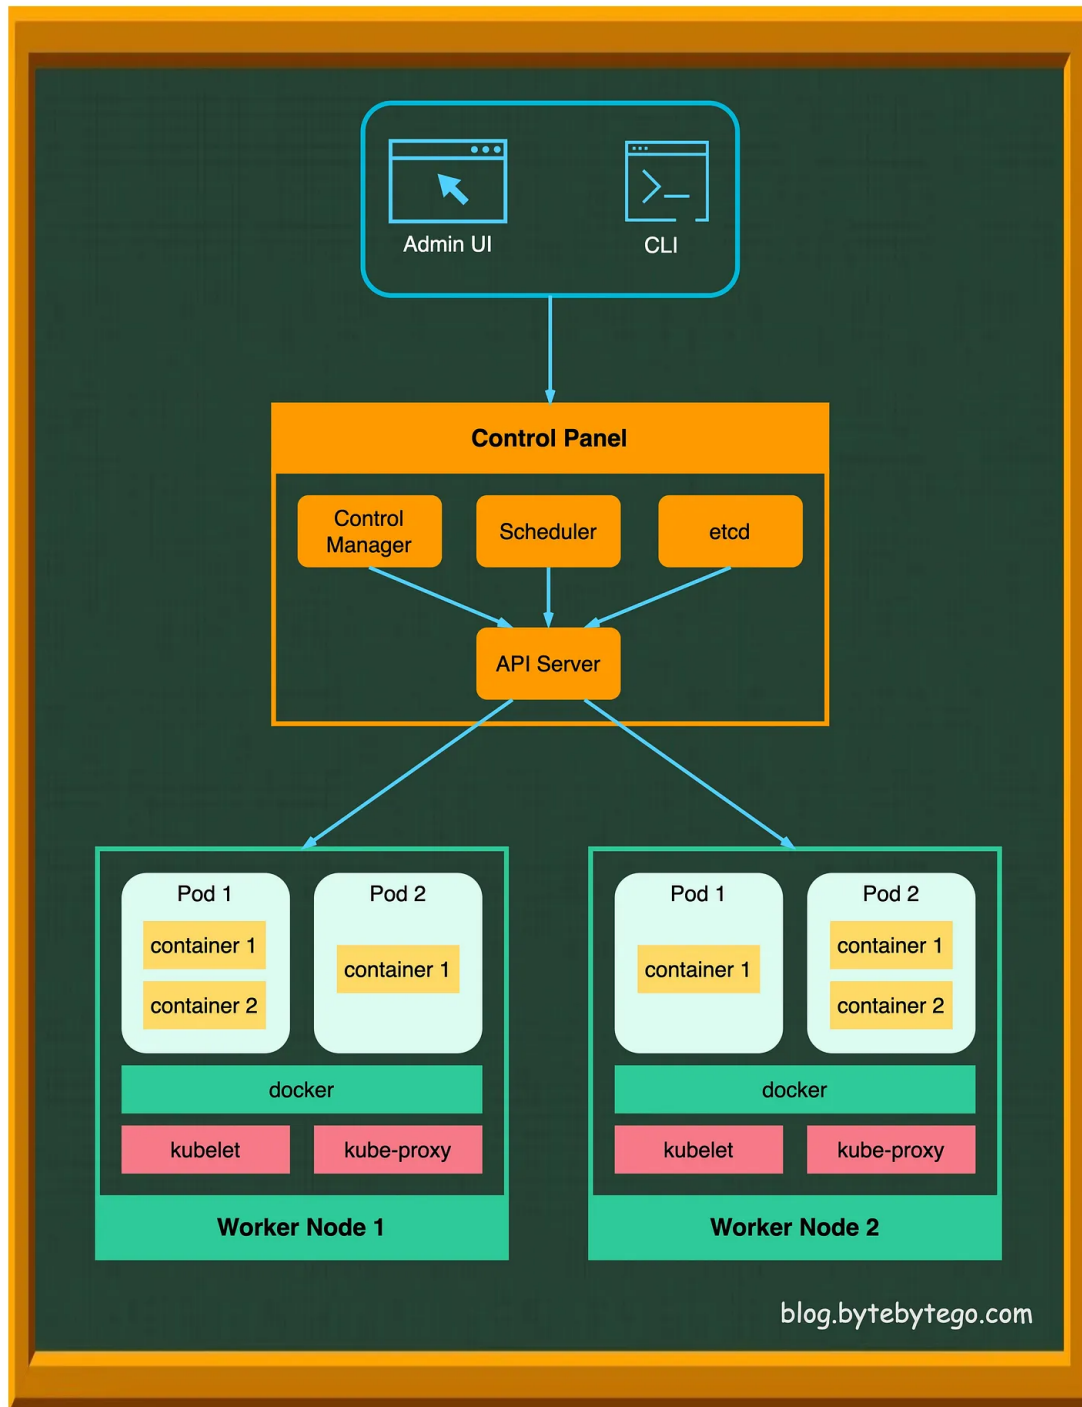 Admin UI
CLI
Control Panel
Control
Manager
Scheduler
etcd
API Server
Pod 1
container 1
container 2
Pod 2
container 1
docker
kubelet
kube-proxy
Worker Node 1
Pod 1
container 1
Pod 2
container 1
container 2
docker
kubelet
kube-proxy
Worker Node 2
blog.bytebytego.com